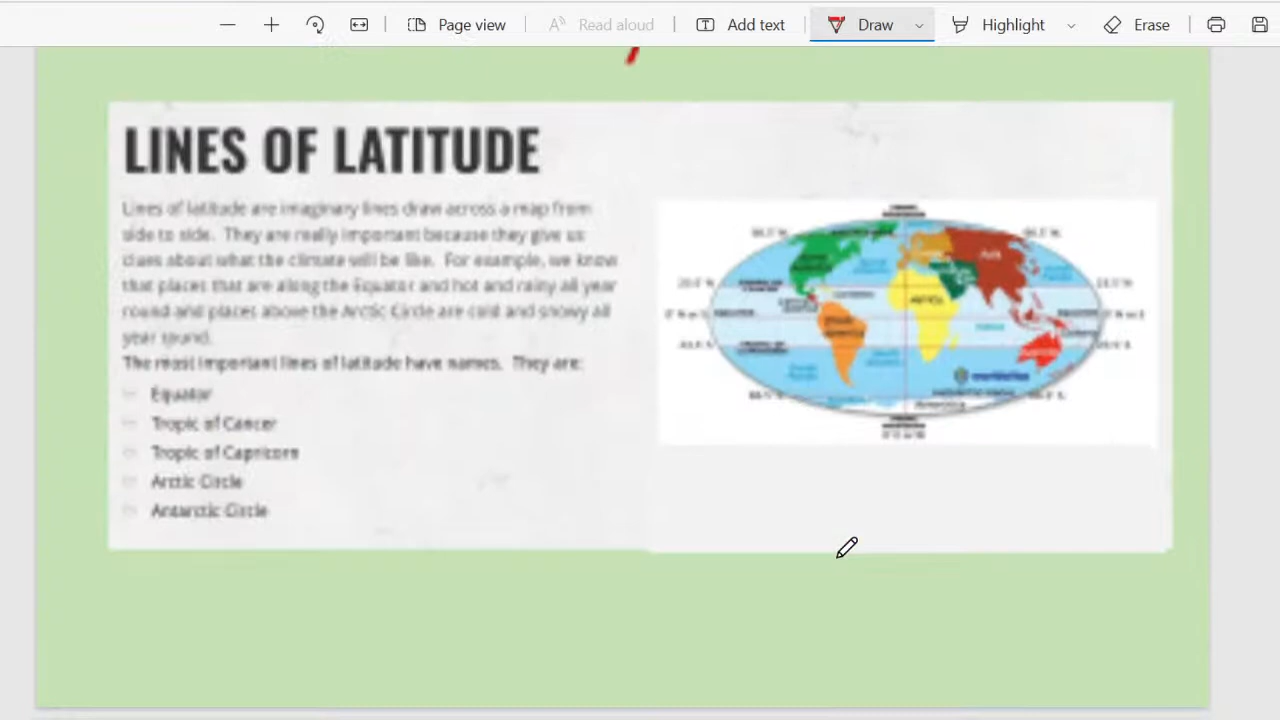 Page view
Read aloud
Add text
Draw
Highlight
Erase
LINES OF LATITUDE
Lines of latitude are imaginary lines draw across a map from
side to side. They are really important because they give us
clues about what the climate will be like. For example, we know
that places that are along the Equator and hot and rainy all year
round and places above the Arctic Circle are cold and snowy all
year round.
The most important lines of latitude have names. They are:
Equator
Tropic of Cancer
Tropic of Capricorn
Arctic Circle
Antarctic Circle
Asia
AFRICA